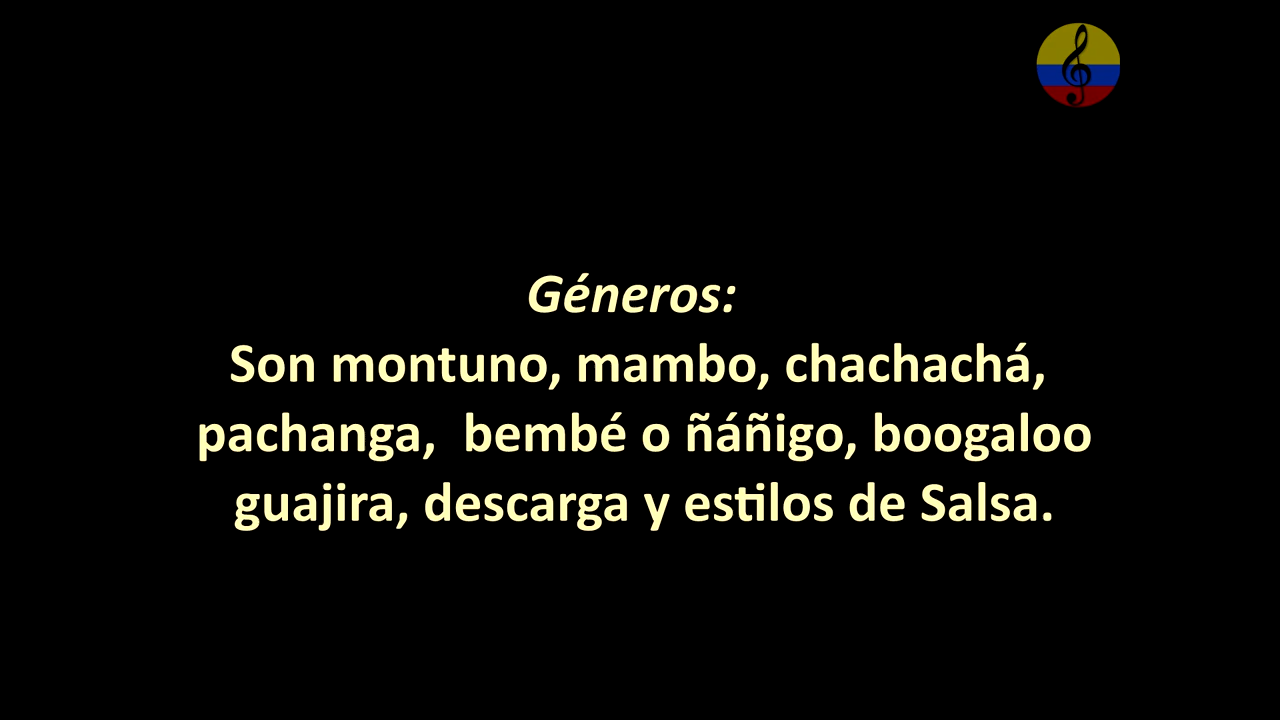 Géneros:
Son montuno, mambo, chachachá,
pachanga,  bembé o ñáñigo, boogaloo
guajira, descarga y estilos de Salsa.